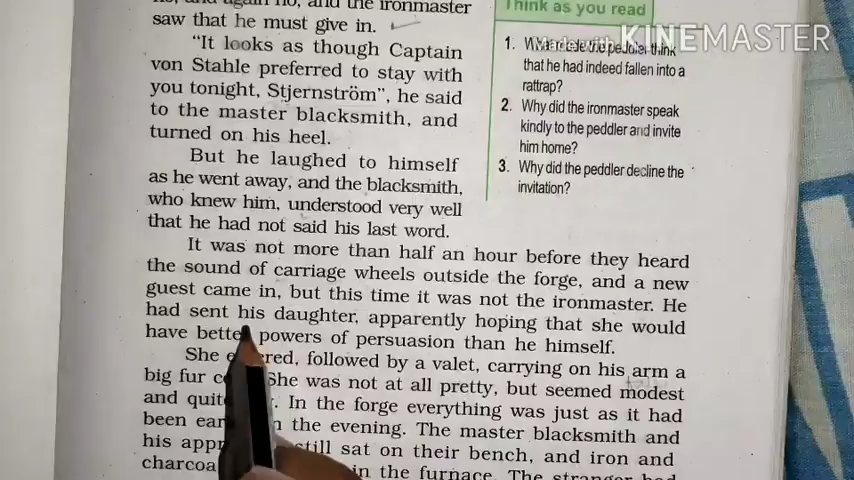 no, and again no, and the ironmaster
saw that he must give in.
"It looks as though Captain
von Stahle preferred to stay with
you tonight, Stjernström", he said
to the master blacksmith, and
turned on his heel.
But he laughed to himself
as he went away, and the blacksmith,
who knew him, understood very well
that he had not said his last word.
It was not more than half an hour before they heard
the sound of carriage wheels outside the forge, and a new
guest came in, but this time it was not the ironmaster. He
had sent his daughter, apparently hoping that she would
have better powers of persuasion than he himself.
She followed by a valet, carrying on his arm a
big fur She was not at all pretty, but seemed modest
and In the forge everything was just as it had
been the evening. The master blacksmith and
his still sat on their bench, and iron and
in the furnace. The stranger had
Think as you read
1. made the peddler think
that he had indeed fallen into a
rattrap?
2. Why did the ironmaster speak
kindly to the peddler and invite
him home?
3. Why did the peddler decline the
invitation?
Made with KINEMASTER